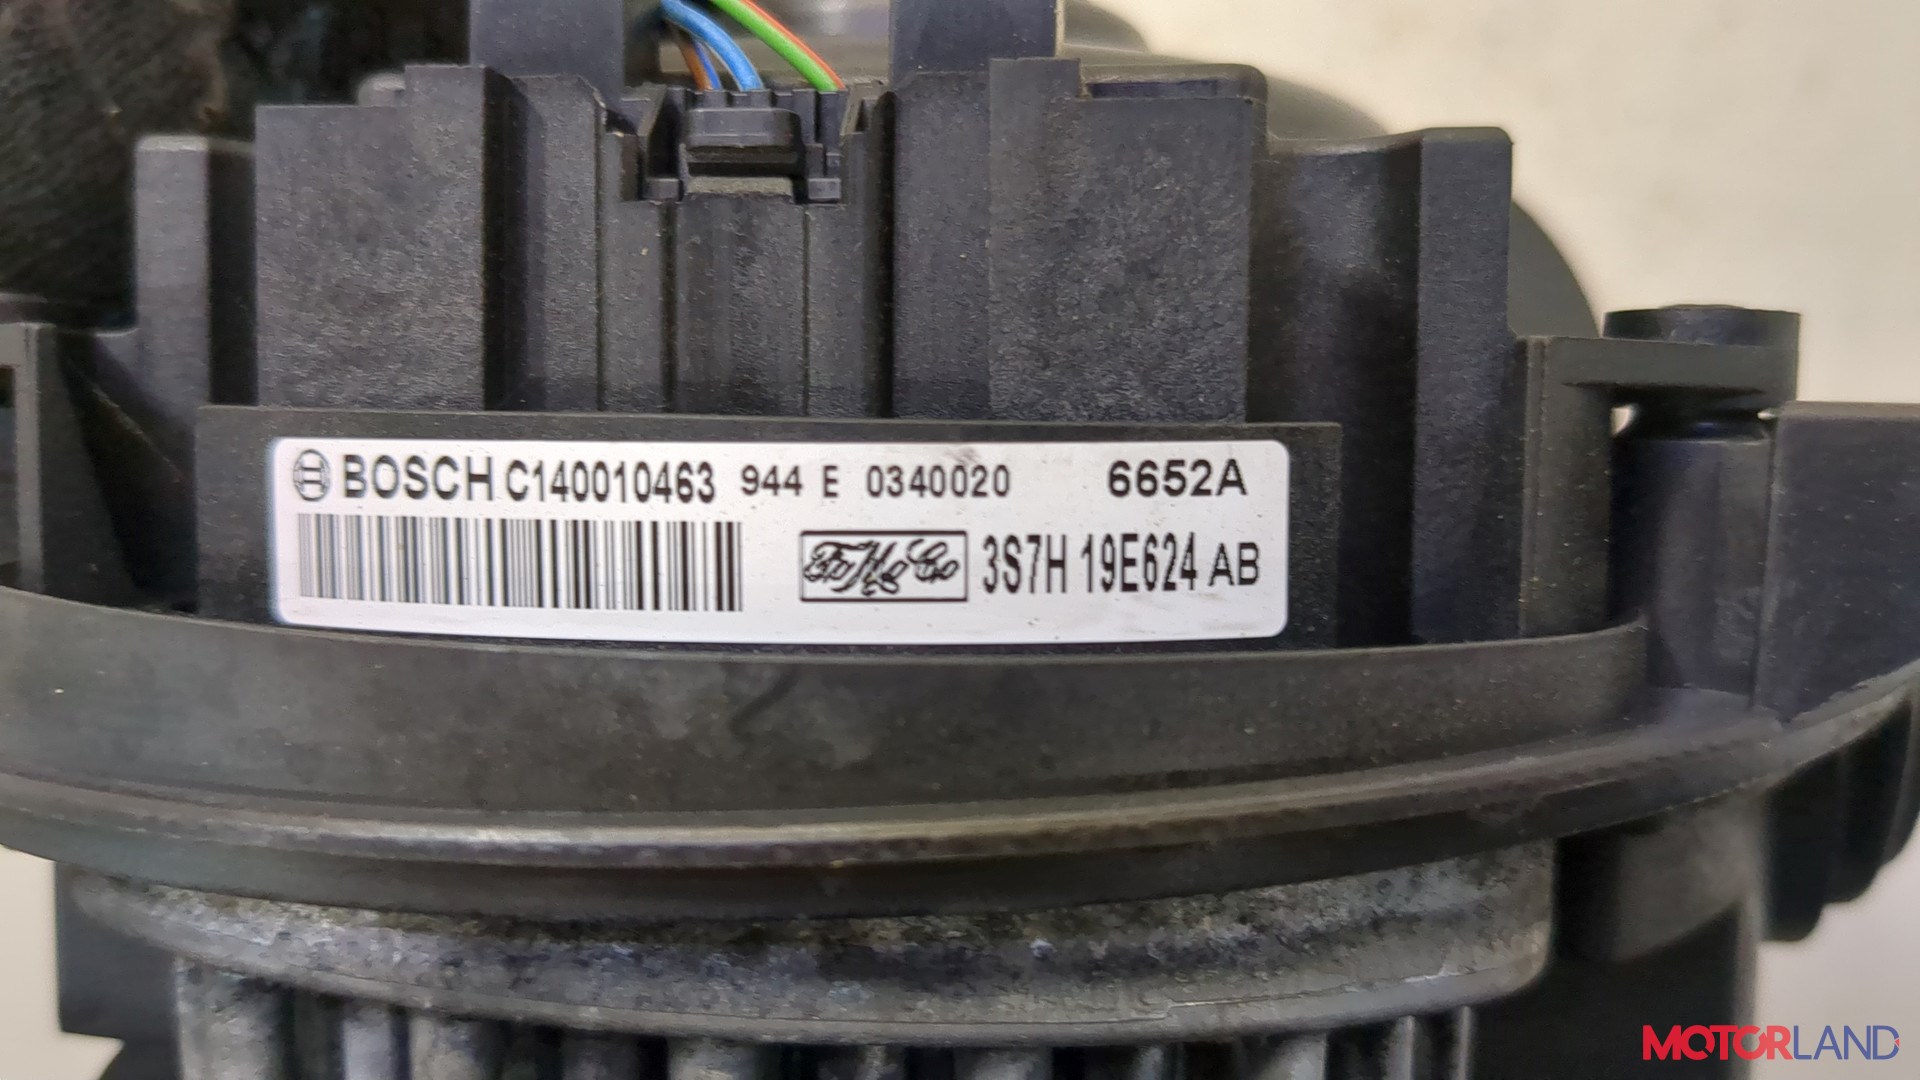 BOSCH C140010463 944 E 0340020 6652A
FoMoCo 3S7H 19E624 AB
MOTORLAND